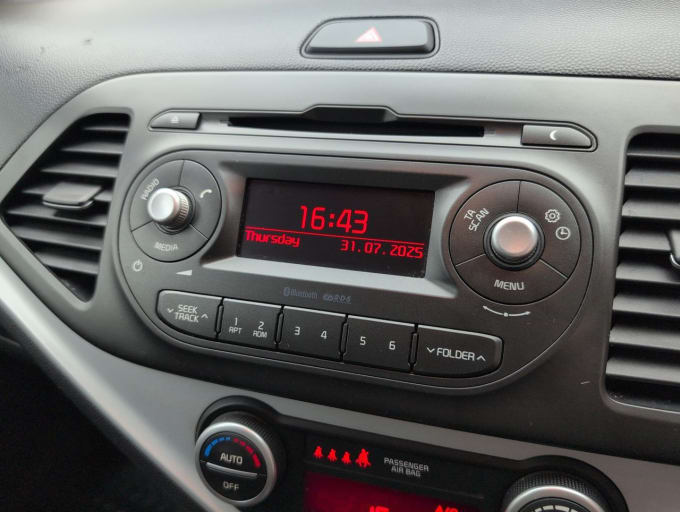 RADIO
MEDIA
16:43
Thursday 31.07.2025
TA
SCAN
MENU
Bluetooth RDS
SEEK
TRACK
1 RPT
2 RDM
3
4
5
6
FOLDER
AUTO
OFF
PASSENGER
AIR BAG